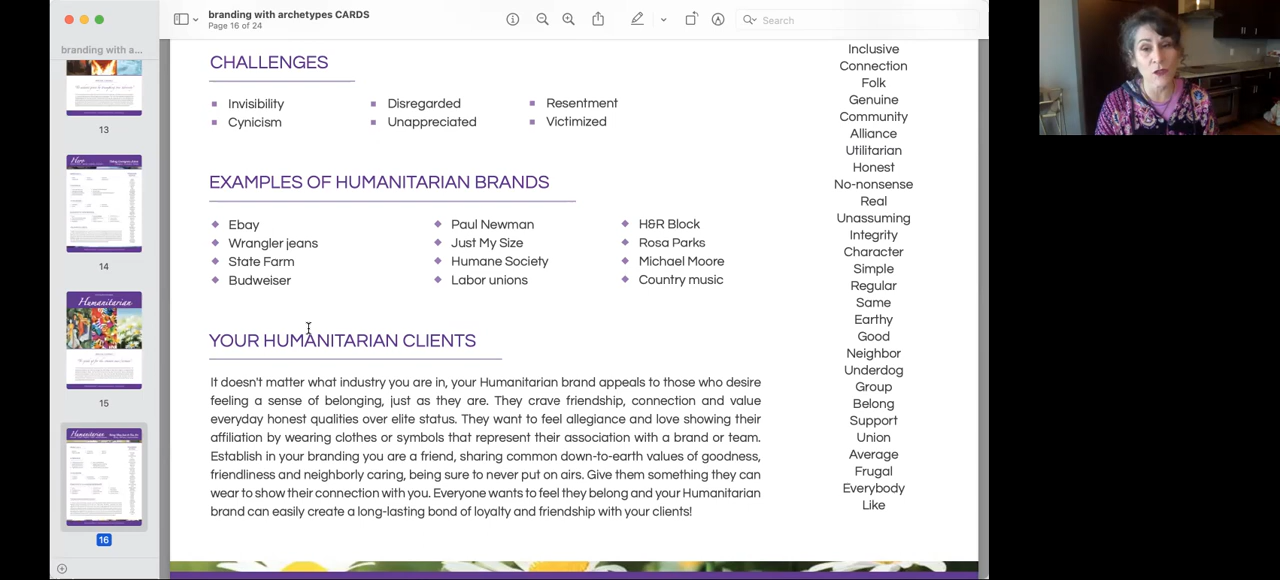 branding with archetypes CARDS
Page 16 of 24
Search
branding with a...
13
14
Humanitarian
15
16
CHALLENGES
Invisibility
Disregarded
Resentment
Cynicism
Unappreciated
Victimized
EXAMPLES OF HUMANITARIAN BRANDS
Ebay
Paul Newman
H&R Block
Wrangler jeans
Just My Size
Rosa Parks
State Farm
Humane Society
Michael Moore
Budweiser
Labor unions
Country music
YOUR HUMANITARIAN CLIENTS
It doesn't matter what industry you are in, your Humanitarian brand appeals to those who desire
feeling a sense of belonging, just as they are. They crave friendship, connection and value
everyday honest qualities over elite status. They want to feel allegiance and love showing their
affiliation by wearing clothes or symbols that represent their association with a brand or team.
Establish in your branding you are a friend, sharing common down-to-earth values of goodness,
friendliness and neighborly caring, being sure to never put on airs. Give them something they can
wear to show their connection with you. Everyone wants to feel they belong and your Humanitarian
brand can easily create a long-lasting bond of loyalty and friendship with your clients!
Inclusive
Connection
Folk
Genuine
Community
Alliance
Utilitarian
Honest
No-nonsense
Real
Unassuming
Integrity
Character
Simple
Regular
Same
Earthy
Good
Neighbor
Underdog
Group
Belong
Support
Union
Average
Frugal
Everybody
Like